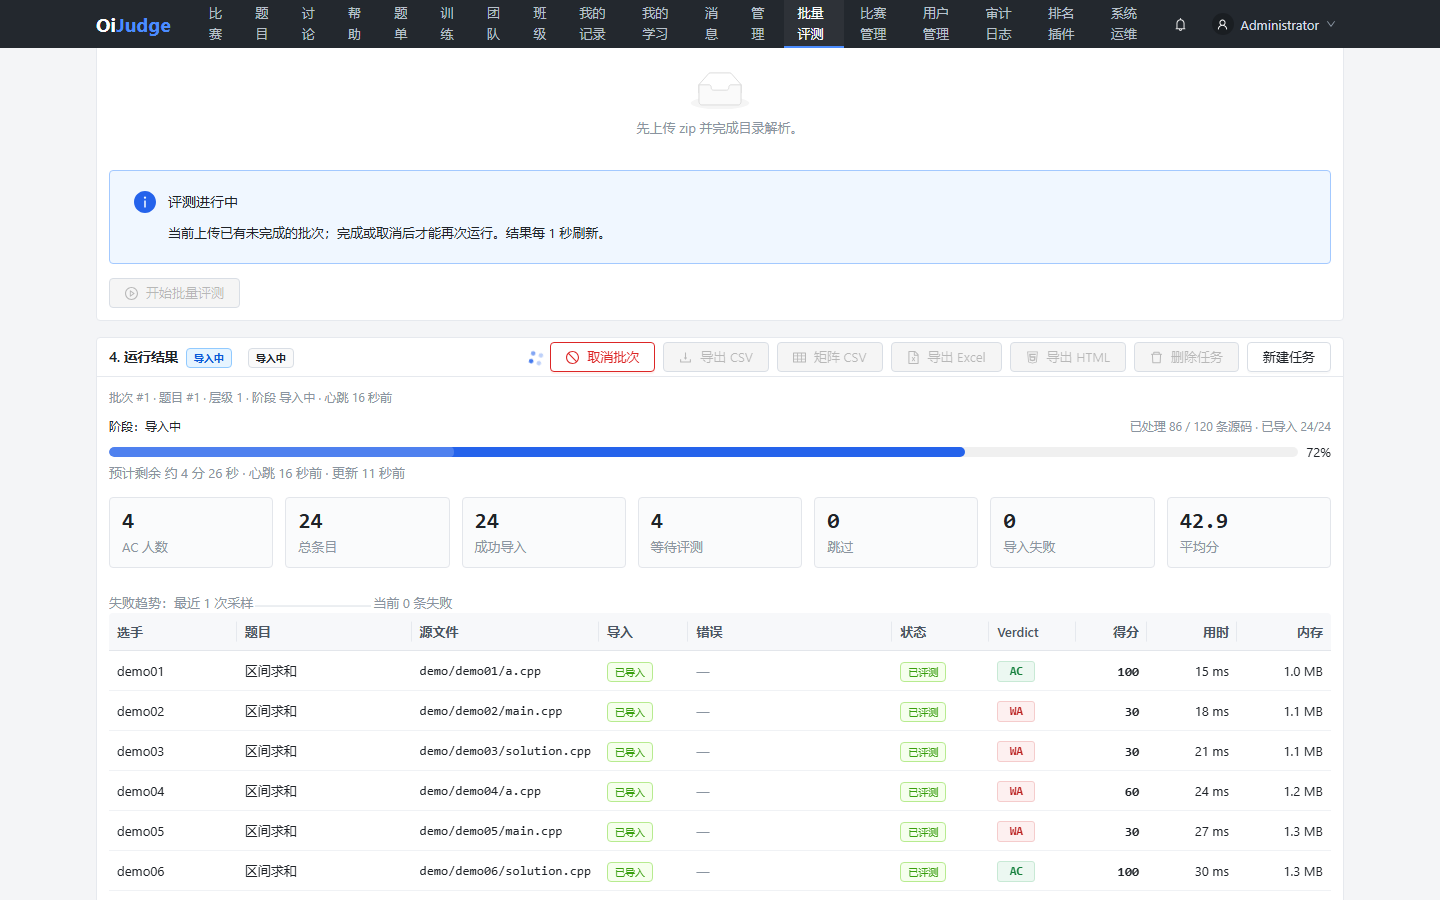 OiJudge 比赛 题目 讨论 帮助 题单 训练 团队 班级 我的记录 我的学习 消息 管理 批量评测 比赛管理 用户管理 审计日志 排名插件 系统运维 Administrator
先上传 zip 并完成目录解析。
评测进行中
当前上传已有未完成的批次；完成或取消后才能再次运行。结果每 1 秒刷新。
开始批量评测
4. 运行结果 导入中 导入中 取消批次 导出 CSV 矩阵 CSV 导出 Excel 导出 HTML 删除任务 新建任务
批次 #1 · 题目 #1 · 层级 1 · 阶段 导入中 · 心跳 16 秒前
阶段：导入中 已处理 86 / 120 条源码 · 已导入 24/24
72%
预计剩余 约 4 分 26 秒 · 心跳 16 秒前 · 更新 11 秒前
4 24 24 4 0 0 42.9
AC 人数 总条目 成功导入 等待评测 跳过 导入失败 平均分
失败趋势：最近 1 次采样 当前 0 条失败
选手 题目 源文件 导入 错误 状态 Verdict 得分 用时 内存
demo01 区间求和 demo/demo01/a.cpp 已导入 — 已评测 AC 100 15 ms 1.0 MB
demo02 区间求和 demo/demo02/main.cpp 已导入 — 已评测 WA 30 18 ms 1.1 MB
demo03 区间求和 demo/demo03/solution.cpp 已导入 — 已评测 WA 30 21 ms 1.1 MB
demo04 区间求和 demo/demo04/a.cpp 已导入 — 已评测 WA 60 24 ms 1.2 MB
demo05 区间求和 demo/demo05/main.cpp 已导入 — 已评测 WA 30 27 ms 1.3 MB
demo06 区间求和 demo/demo06/solution.cpp 已导入 — 已评测 AC 100 30 ms 1.3 MB